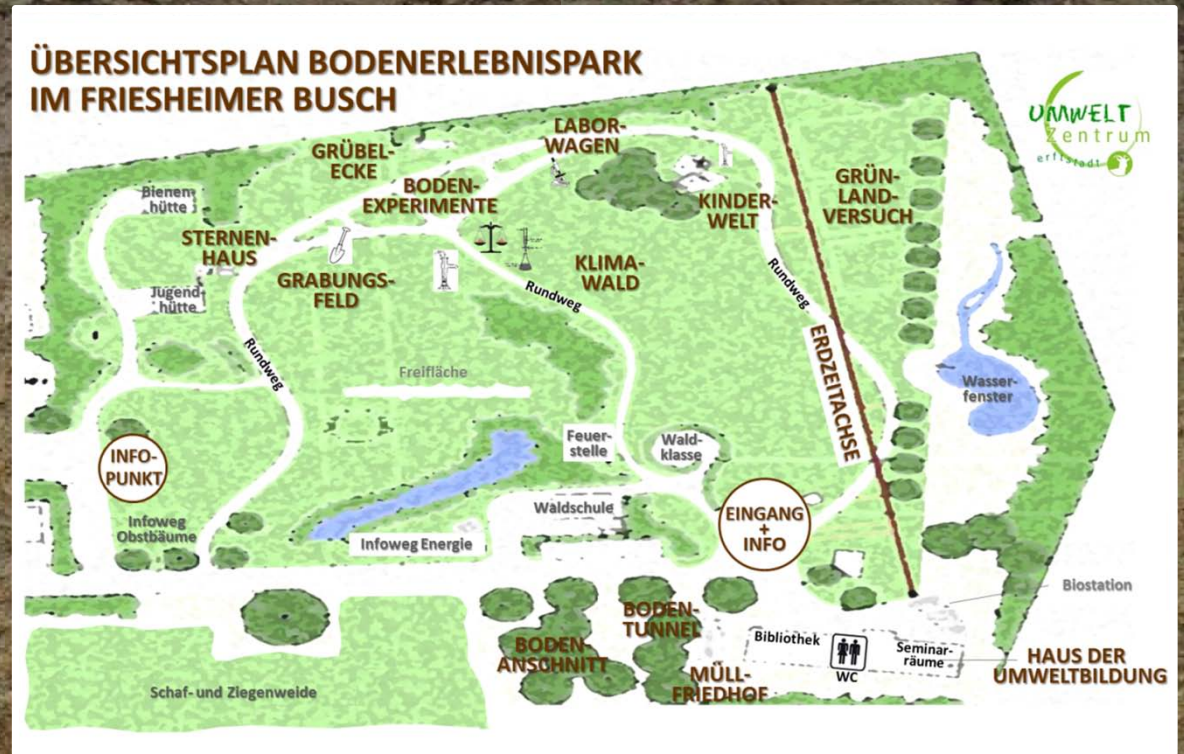 ÜBERSICHTSPLAN BODENERLEBNISPARK
IM FRIESHEIMER BUSCH
UMWELT
Zentrum
erftstadt
LABOR-
WAGEN
GRÜBEL-
ECKE
BODEN-
EXPERIMENTE
Bienen-
hütte
STERNEN-
HAUS
GRABUNGS-
FELD
Jugend-
hütte
KINDER-
WELT
GRÜN-
LAND-
VERSUCH
KLIMA-
WALD
Rundweg
Rundweg
Rundweg
ERDZEITACHSE
Freifläche
Wasser-
fenster
INFO-
PUNKT
Feuer-
stelle
Wald-
klasse
Infoweg
Obstbäume
Infoweg Energie
Waldschule
EINGANG
+
INFO
Biostation
BODEN-
TUNNEL
BODEN-
ANSCHNITT
MÜLL-
FRIEDHOF
Bibliothek
WC
Seminar-
räume
HAUS DER
UMWELTBILDUNG
Schaf- und Ziegenweide